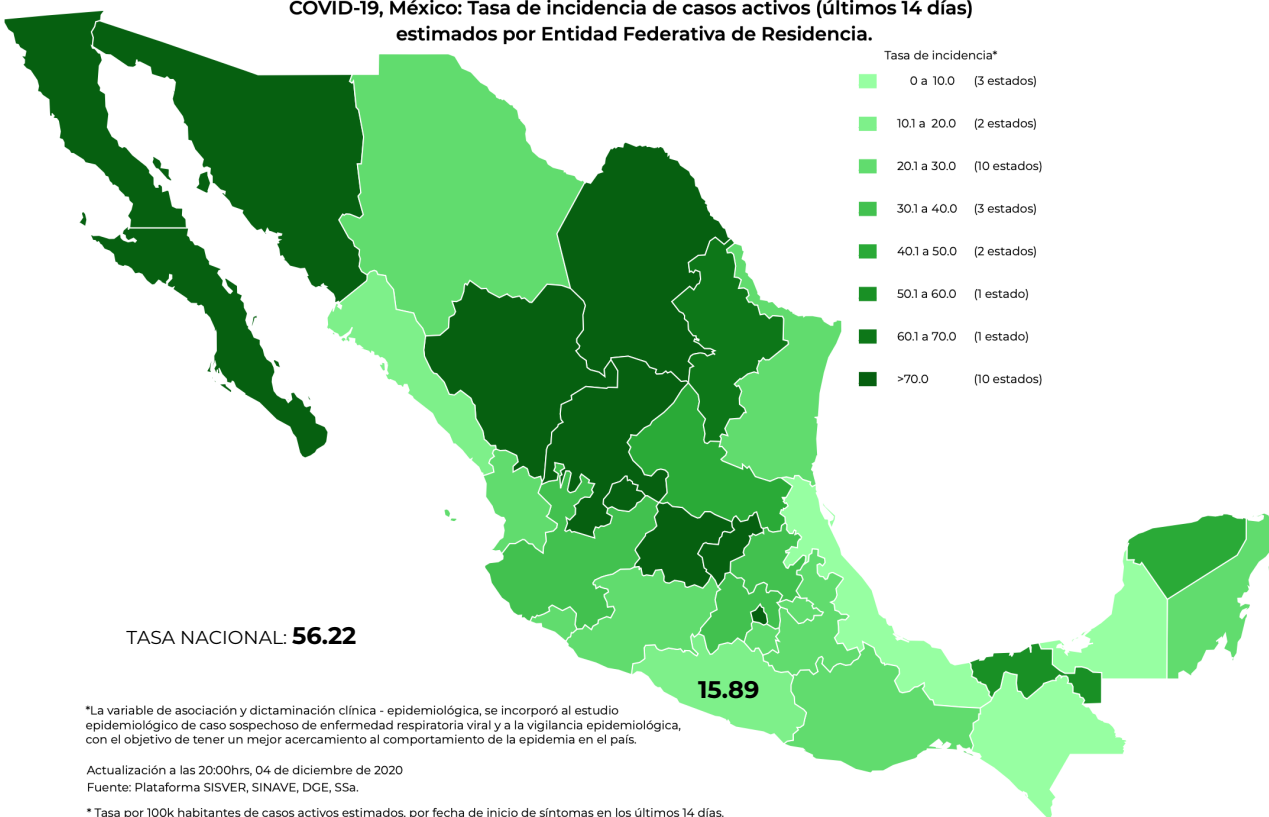 COVID-19, México: Tasa de incidencia de casos activos (últimos 14 días)
estimados por Entidad Federativa de Residencia.
Tasa de incidencia*
0 a 10.0 (3 estados)
10.1 a 20.0 (2 estados)
20.1 a 30.0 (10 estados)
30.1 a 40.0 (3 estados)
40.1 a 50.0 (2 estados)
50.1 a 60.0 (1 estado)
60.1 a 70.0 (1 estado)
>70.0 (10 estados)
TASA NACIONAL: 56.22
15.89
*La variable de asociación y dictaminación clínica - epidemiológica, se incorporó al estudio
epidemiológico de caso sospechoso de enfermedad respiratoria viral y a la vigilancia epidemiológica,
con el objetivo de tener un mejor acercamiento al comportamiento de la epidemia en el país.
Actualización a las 20:00hrs, 04 de diciembre de 2020
Fuente: Plataforma SISVER, SINAVE, DGE, SSa.
* Tasa por 100k habitantes de casos activos estimados, por fecha de inicio de síntomas en los últimos 14 días.